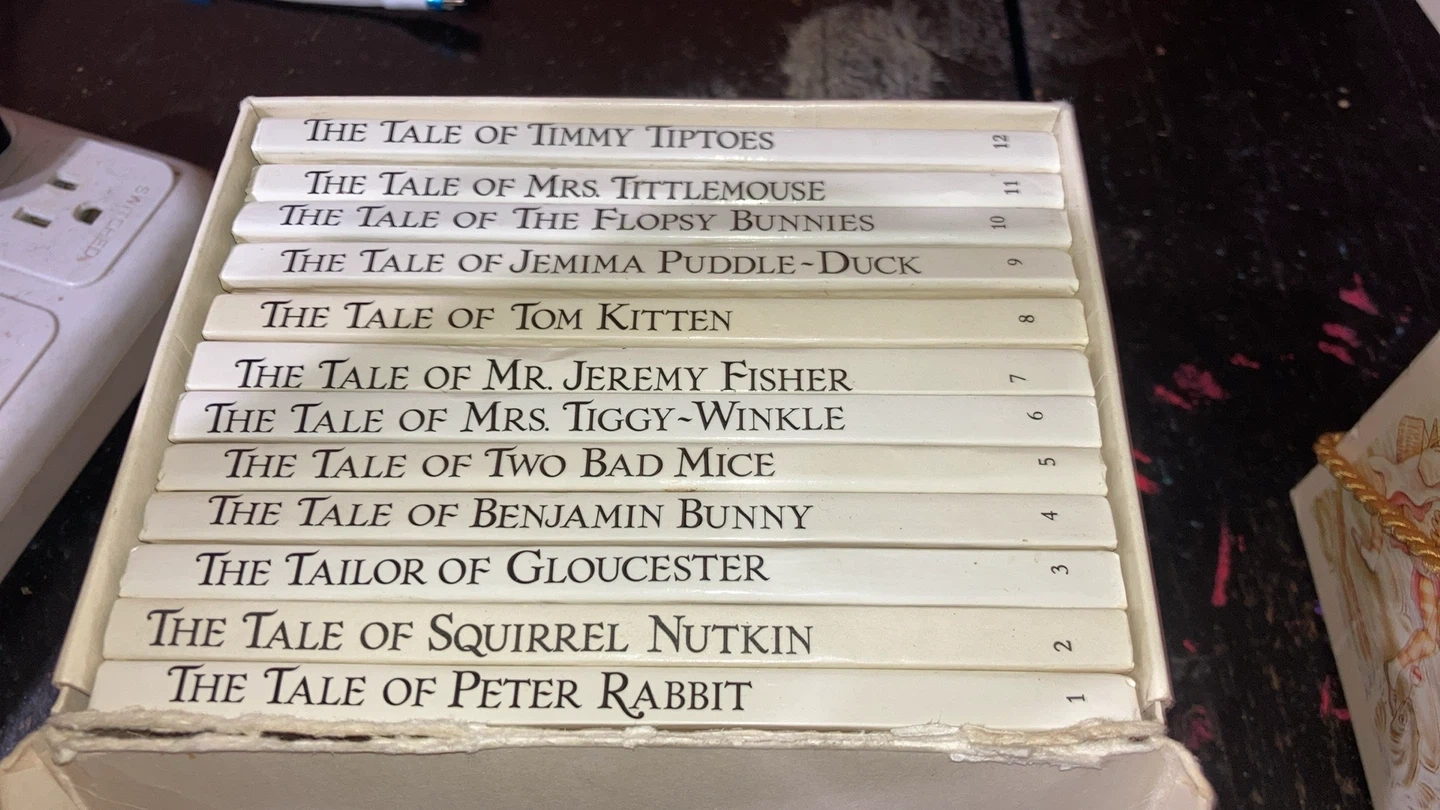 THE TALE OF TIMMY TIPTOES 12
THE TALE OF MRS. TITTLEMOUSE 11
THE TALE OF THE FLOPSY BUNNIES 10
THE TALE OF JEMIMA PUDDLE~DUCK 9
THE TALE OF TOM KITTEN 8
THE TALE OF MR. JEREMY FISHER 7
THE TALE OF MRS. TIGGY~WINKLE 6
THE TALE OF TWO BAD MICE 5
THE TALE OF BENJAMIN BUNNY 4
THE TAILOR OF GLOUCESTER 3
THE TALE OF SQUIRREL NUTKIN 2
THE TALE OF PETER RABBIT 1
SWITCHED